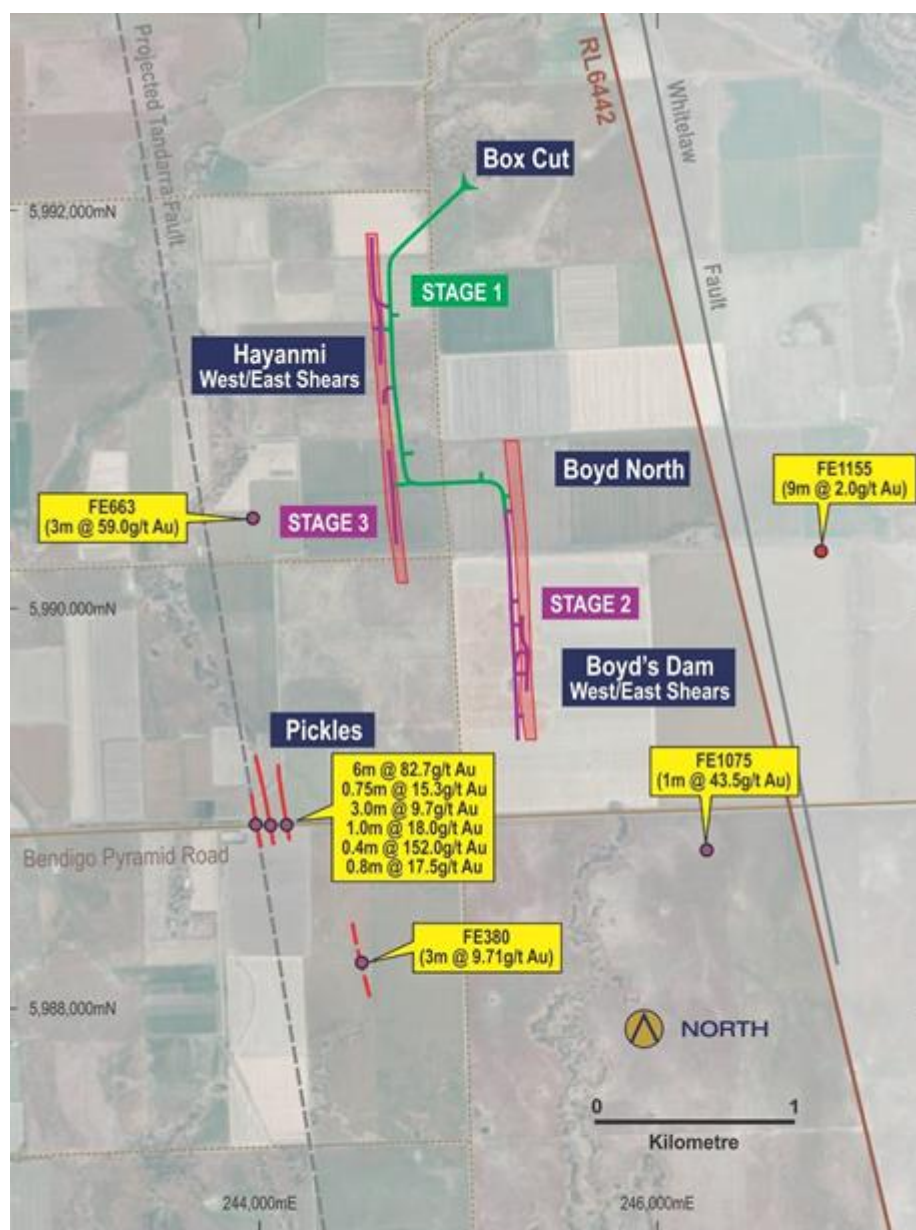 Projected Tandarra Fault
RL6442
Whitelaw
Fault
Box Cut
5,992,000mN
STAGE 1
Hayanmi
West/East Shears
Boyd North
FE1155
(9m @ 2.0g/t Au)
FE663
(3m @ 59.0g/t Au)
STAGE 3
5,990,000mN
STAGE 2
Boyd's Dam
West/East Shears
Pickles
6m @ 82.7g/t Au
0.75m @ 15.3g/t Au
3.0m @ 9.7g/t Au
1.0m @ 18.0g/t Au
0.4m @ 152.0g/t Au
0.8m @ 17.5g/t Au
FE1075
(1m @ 43.5g/t Au)
Bendigo Pyramid Road
FE380
(3m @ 9.71g/t Au)
5,988,000mN
NORTH
0 1
Kilometre
244,000mE
246,000mE